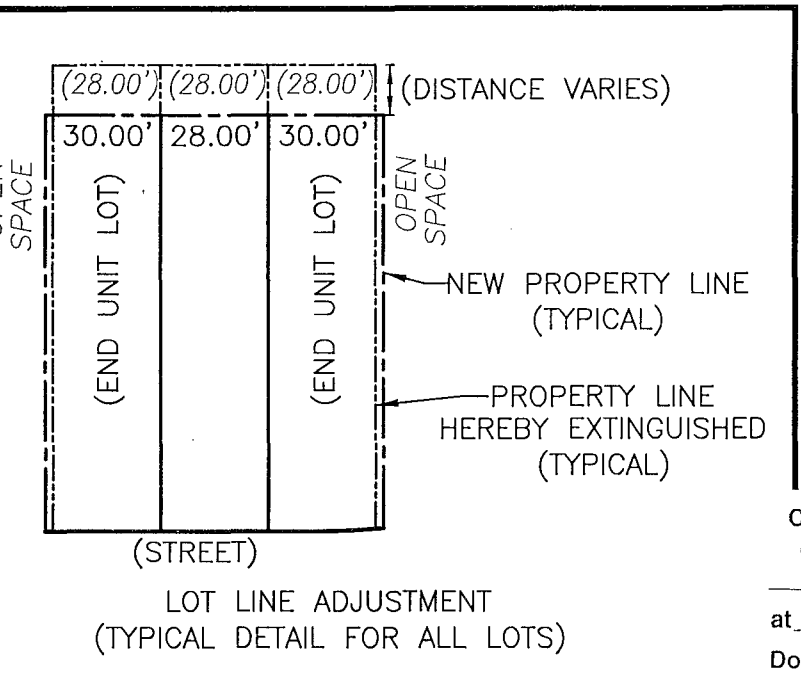 (28.00') (28.00') (28.00') (DISTANCE VARIES)
30.00' 28.00' 30.00'
SPACE
(END UNIT LOT)
(END UNIT LOT)
OPEN
SPACE
NEW PROPERTY LINE
(TYPICAL)
PROPERTY LINE
HEREBY EXTINGUISHED
(TYPICAL)
(STREET)
LOT LINE ADJUSTMENT
(TYPICAL DETAIL FOR ALL LOTS)
at
Do